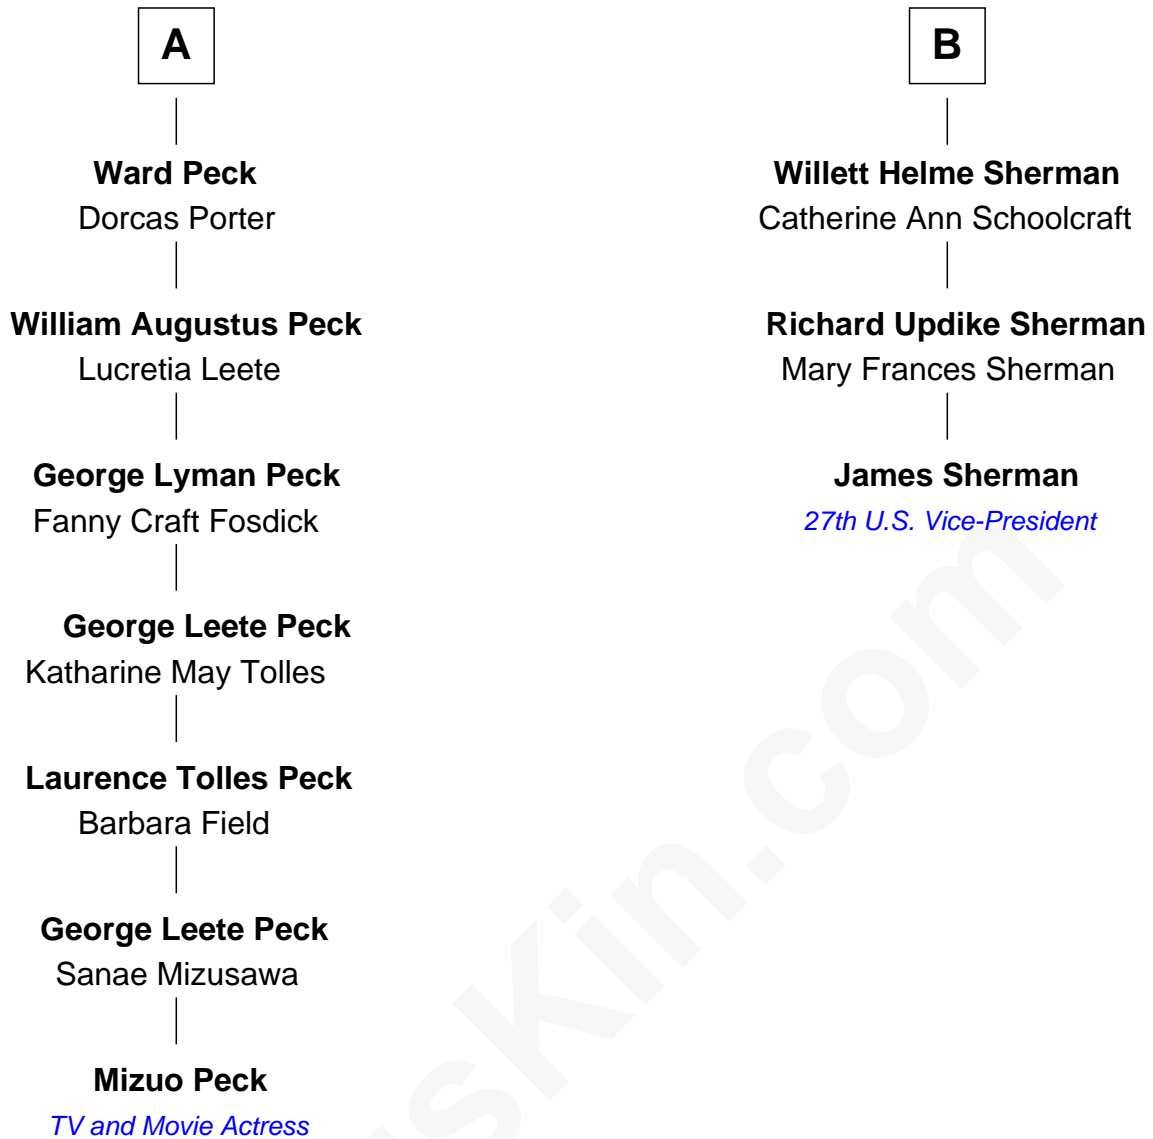 A
Ward Peck
Dorcas Porter
William Augustus Peck
Lucretia Leete
George Lyman Peck
Fanny Craft Fosdick
George Leete Peck
Katharine May Tolles
Laurence Tolles Peck
Barbara Field
George Leete Peck
Sanae Mizusawa
Mizuo Peck
TV and Movie Actress
B
Willett Helme Sherman
Catherine Ann Schoolcraft
Richard Updike Sherman
Mary Frances Sherman
James Sherman
27th U.S. Vice-President
sKin.com